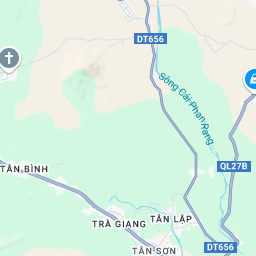 DT656
Sông Cái Phan Rang
QL27B
TÂN BÌNH
TÂN LẬP
TRÀ GIANG
DT656
TÂN SƠN